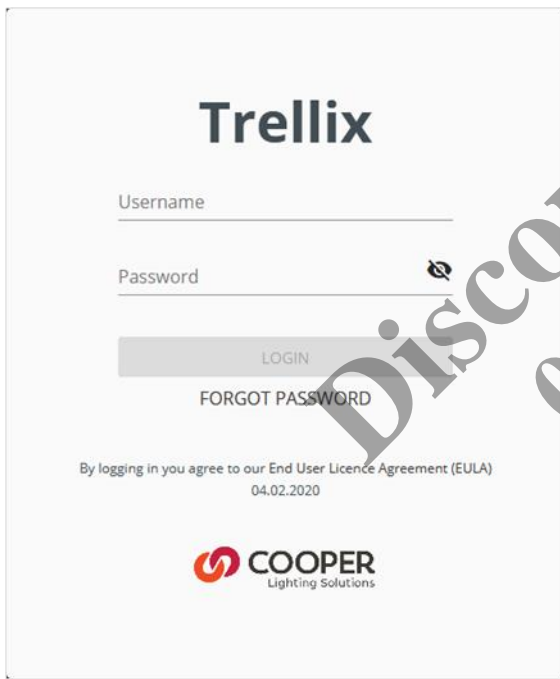 Trellix
Username
Password
LOGIN
FORGOT PASSWORD
By logging in you agree to our End User Licence Agreement (EULA)
04.02.2020
COOPER
Lighting Solutions